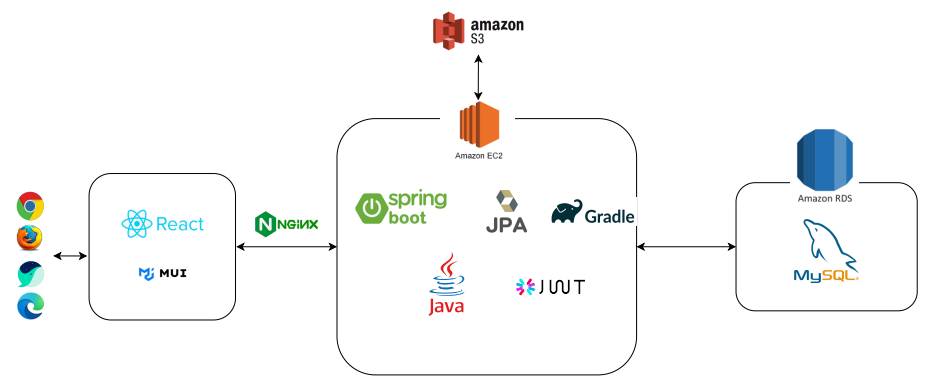 amazon
S3
Amazon EC2
React
MUI
NGINX
spring
boot
JPA
Gradle
Java
JWT
Amazon RDS
MySQL